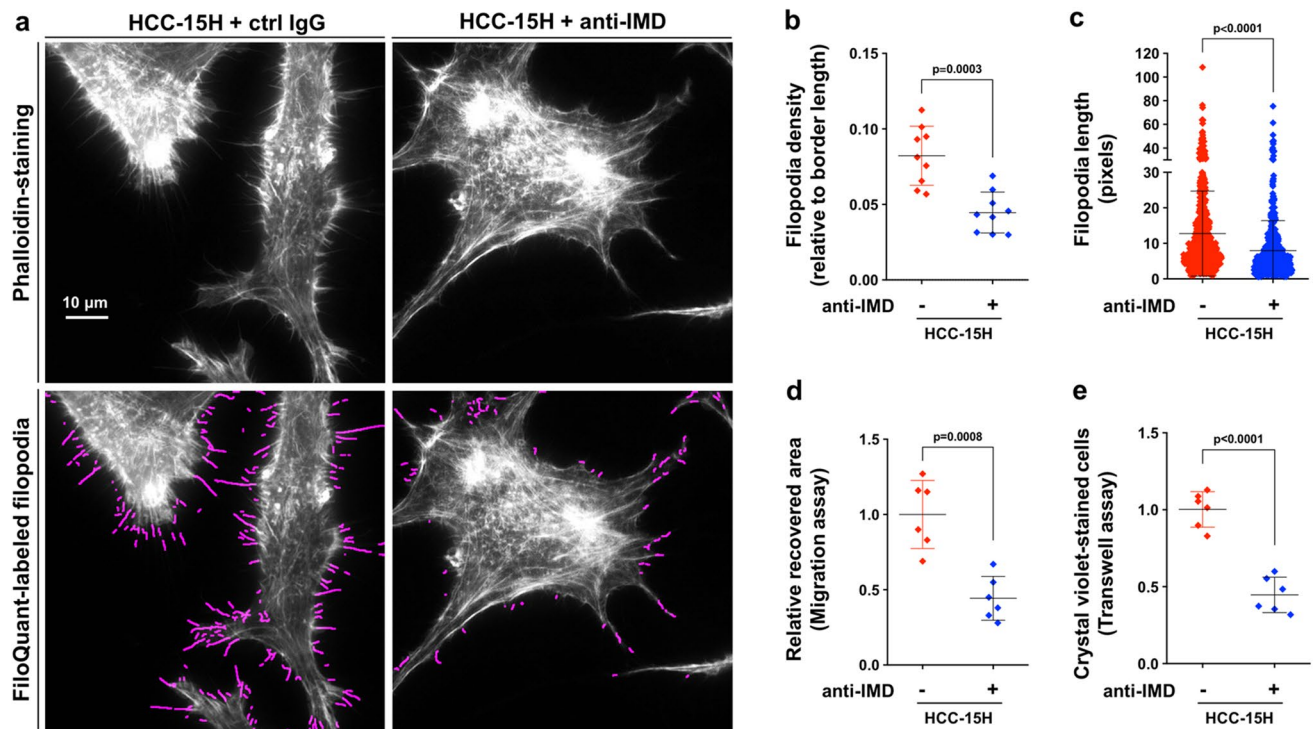 a
HCC-15H + ctrl IgG
HCC-15H + anti-IMD
Phalloidin-staining
10 μm
FiloQuant-labeled filopodia
b
Filopodia density
(relative to border length)
0.15
0.10
0.05
0.00
p=0.0003
anti-IMD
-
+
HCC-15H
c
Filopodia length
(pixels)
120
100
80
60
40
30
20
10
0
p<0.0001
anti-IMD
-
+
HCC-15H
d
Relative recovered area
(Migration assay)
1.5
1.0
0.5
0.0
p=0.0008
anti-IMD
-
+
HCC-15H
e
Crystal violet-stained cells
(Transwell assay)
1.5
1.0
0.5
0.0
p<0.0001
anti-IMD
-
+
HCC-15H